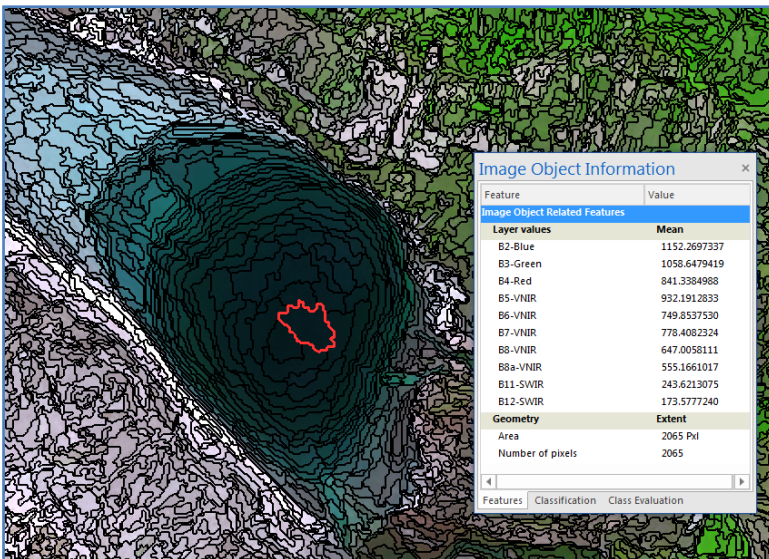 Image Object Information ×
Feature Value
Image Object Related Features
Layer values Mean
B2-Blue 1152.2697337
B3-Green 1058.6479419
B4-Red 841.3384988
B5-VNIR 932.1912833
B6-VNIR 749.8537530
B7-VNIR 778.4082324
B8-VNIR 647.0058111
B8a-VNIR 555.1661017
B11-SWIR 243.6213075
B12-SWIR 173.5777240
Geometry Extent
Area 2065 Pxl
Number of pixels 2065
Features Classification Class Evaluation